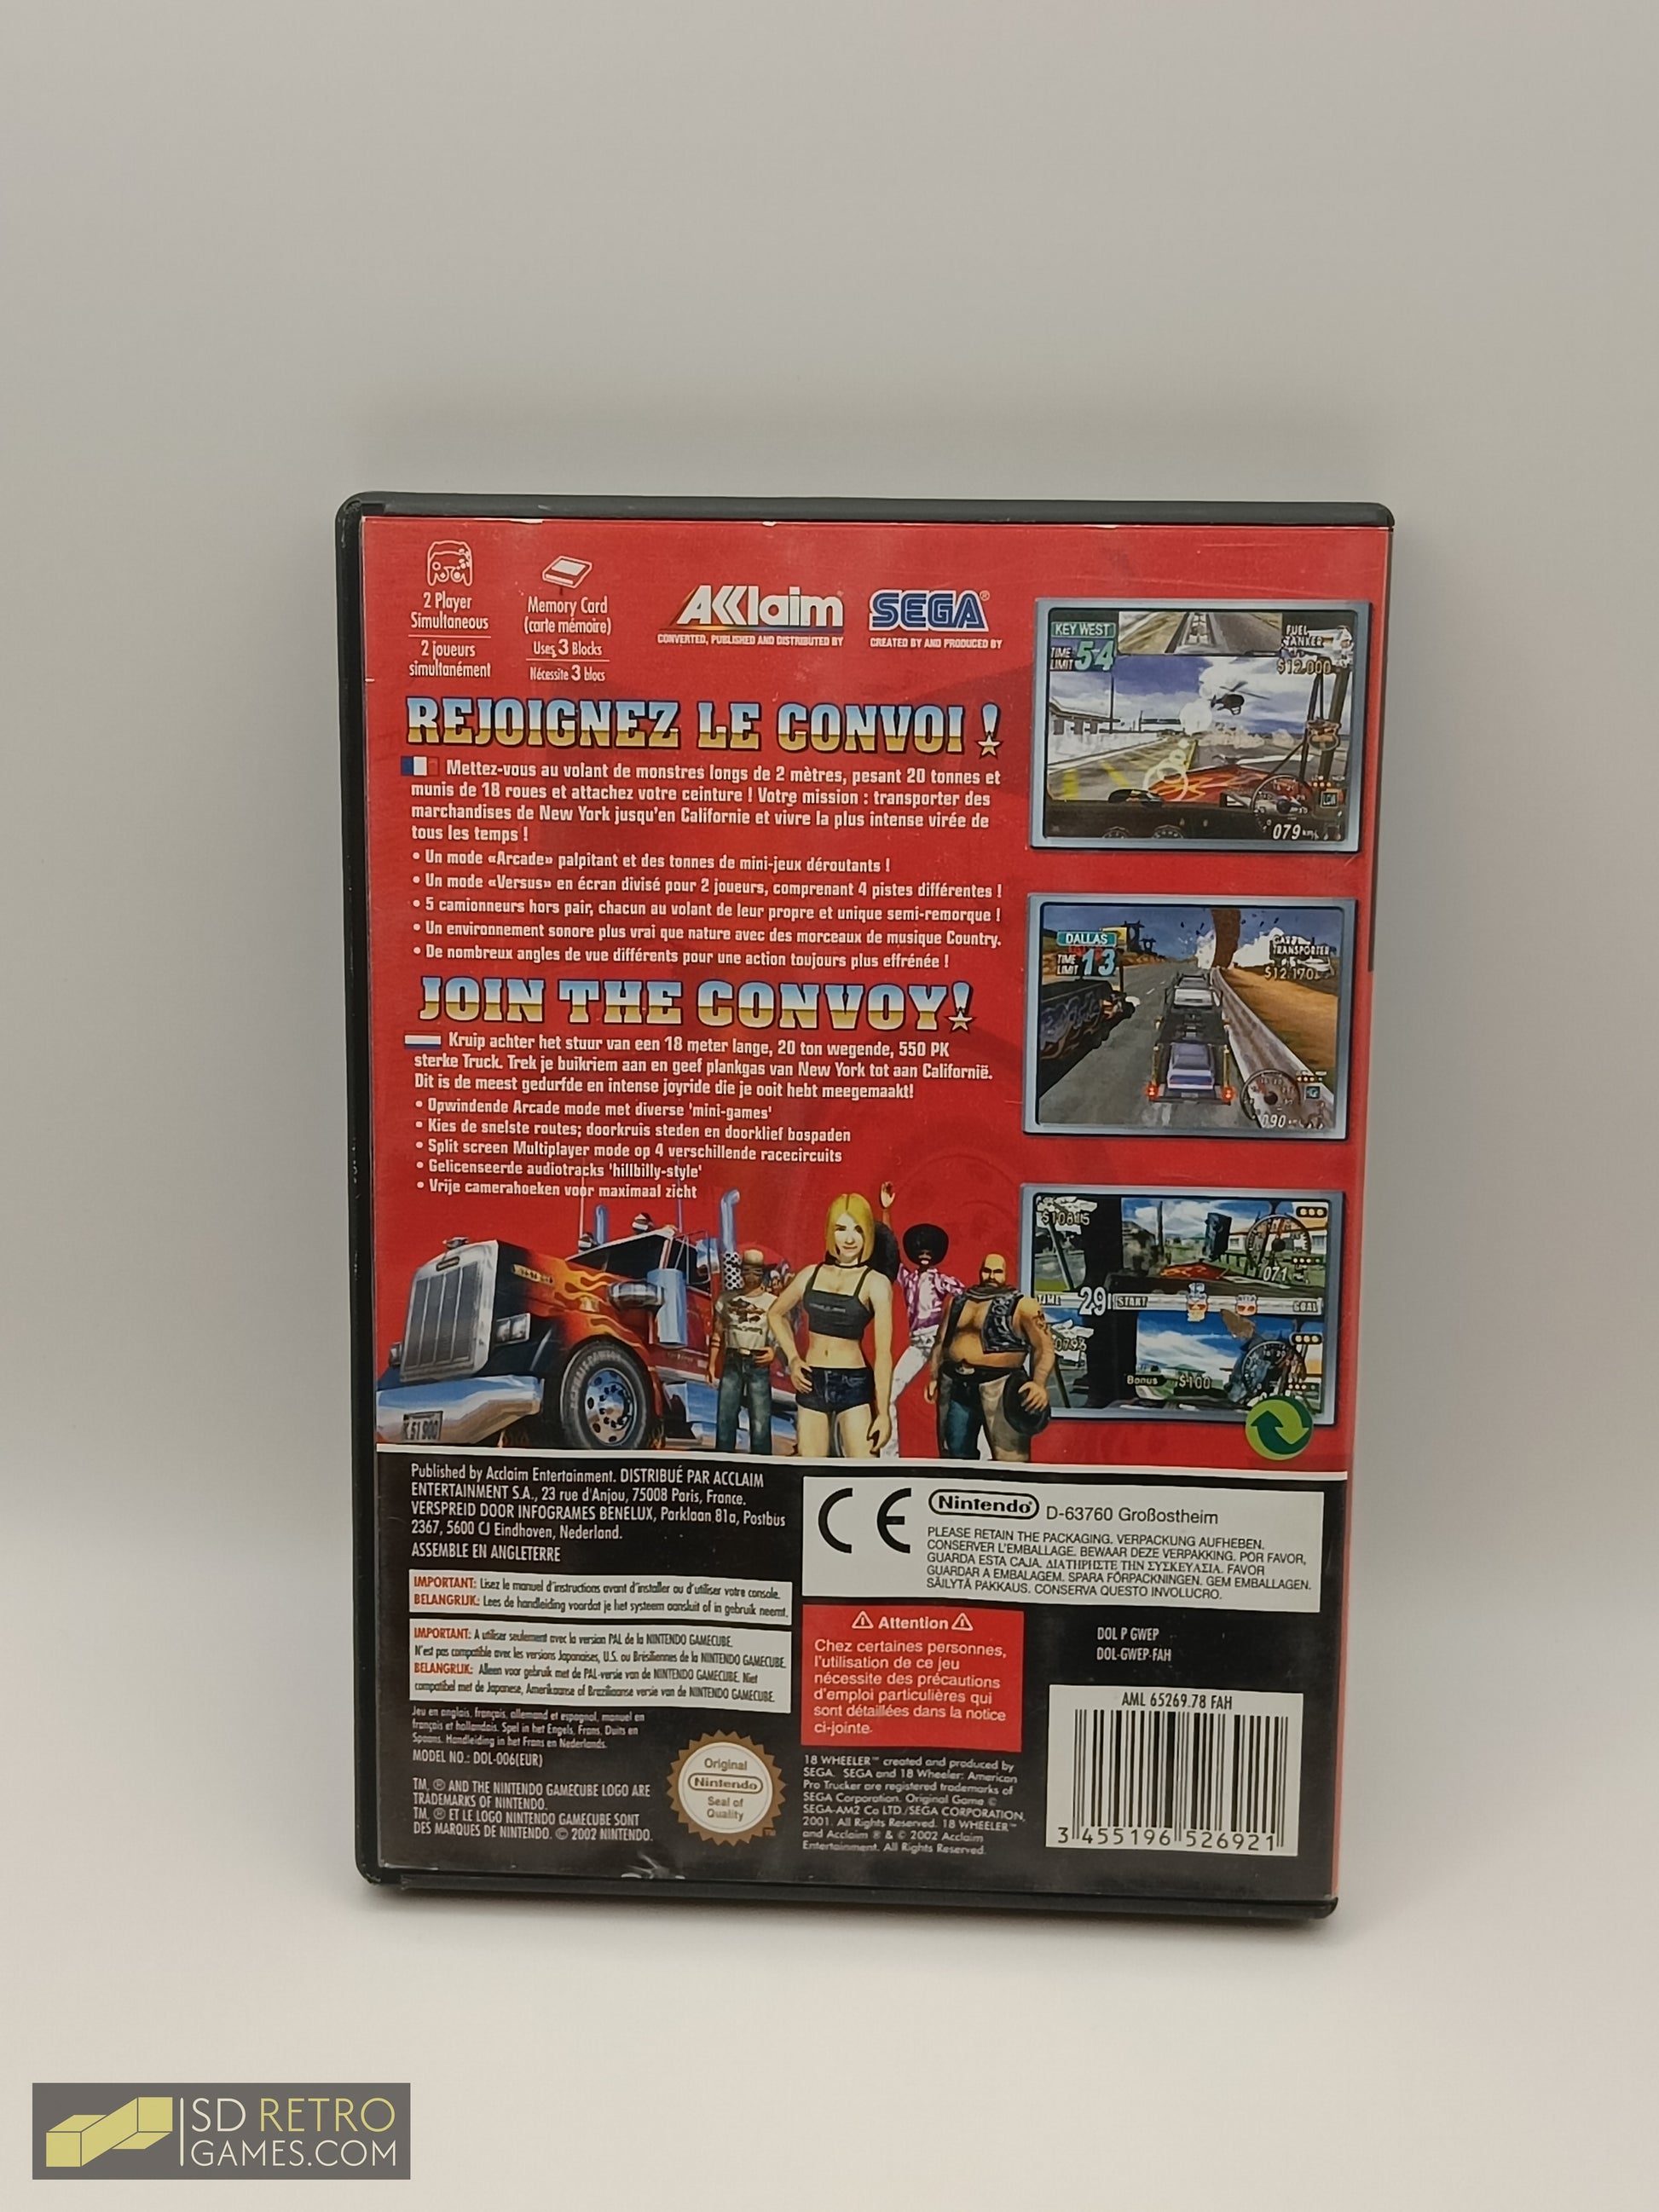 2 Player
Simultaneous
2 joueurs
simultanément
Memory Card
(carte mémoire)
Uses 3 Blocks
Nécessite 3 blocs
AKKlaim
CONVERTED, PUBLISHED AND DISTRIBUTED BY
SEGA®
CREATED BY AND PRODUCED BY
REJOIGNEZ LE CONVOI !
Mettez-vous au volant de monstres longs de 2 mètres, pesant 20 tonnes et
munis de 18 roues et attachez votre ceinture ! Votre mission : transporter des
marchandises de New York jusqu'en Californie et vivre la plus intense virée de
tous les temps !
• Un mode «Arcade» palpitant et des tonnes de mini-jeux déroutants !
• Un mode «Versus» en écran divisé pour 2 joueurs, comprenant 4 pistes différentes !
• 5 camionneurs hors pair, chacun au volant de leur propre et unique semi-remorque !
• Un environnement sonore plus vrai que nature avec des morceaux de musique Country.
• De nombreux angles de vue différents pour une action toujours plus effrénée !
JOIN THE CONVOY!
Kruip achter het stuur van een 18 meter lange, 20 ton wegende, 550 PK
sterke Truck. Trek je buikriem aan en geef plankgas van New York tot aan Californië.
Dit is de meest gedurfde en intense joyride die je ooit hebt meegemaakt!
• Opwindende Arcade mode met diverse 'mini-games'
• Kies de snelste routes; doorkruis steden en doorklief bospaden
• Split screen Multiplayer mode op 4 verschillende racecircuits
• Gelicenseerde audiotracks 'hillbilly-style'
• Vrije camerahoeken voor maximaal zicht
KEY WEST
TIME LIMIT 54
FUEL TANKER
$12.000
079 km/h
DALLAS
TIME LIMIT 13
TRANSPORTER
$12.170
090
071
TIME 29 START GOAL
Bonus $100
Published by Acclaim Entertainment. DISTRIBUÉ PAR ACCLAIM
ENTERTAINMENT S.A., 23 rue d'Anjou, 75008 Paris, France.
VERSPREID DOOR INFOGRAMES BENELUX, Parklaan 81a, Postbus
2367, 5600 CJ Eindhoven, Nederland.
ASSEMBLE EN ANGLETERRE
IMPORTANT: Lisez le manuel d'instructions avant d'installer ou d'utiliser votre console.
BELANGRIJK: Lees de handleiding voordat je het systeem aansluit of in gebruik neemt.
IMPORTANT: A utiliser seulement avec la version PAL de la NINTENDO GAMECUBE.
N'est pas compatible avec les versions Japonaises, U.S. ou Brésiliennes de la NINTENDO GAMECUBE.
BELANGRIJK: Alleen voor gebruik met de PAL-versie van de NINTENDO GAMECUBE. Niet
compatibel met de Japanse, Amerikaanse of Braziliaanse versie van de NINTENDO GAMECUBE.
Jeu en anglais, français, allemand et espagnol, manuel en
français et hollandais. Spel in het Engels, Frans, Duits en
Spaans. Handleiding in het Frans en Nederlands.
MODEL NO.: DOL-006(EUR)
TM, ® AND THE NINTENDO GAMECUBE LOGO ARE
TRADEMARKS OF NINTENDO.
TM, ® ET LE LOGO NINTENDO GAMECUBE SONT
DES MARQUES DE NINTENDO. © 2002 NINTENDO.
Original
Nintendo
Seal of
Quality
TM
CE
Nintendo® D-63760 Großostheim
PLEASE RETAIN THE PACKAGING. VERPACKUNG AUFHEBEN.
CONSERVER L'EMBALLAGE. BEWAAR DEZE VERPAKKING. POR FAVOR,
GUARDA ESTA CAJA. ΔΙΑΤΗΡΗΣΤΕ ΤΗΝ ΣΥΣΚΕΥΑΣΙΑ. FAVOR
GUARDAR A EMBALAGEM. SPARA FÖRPACKNINGEN. GEM EMBALLAGEN.
SÄILYTÄ PAKKAUS. CONSERVA QUESTO INVOLUCRO.
⚠ Attention ⚠
Chez certaines personnes,
l'utilisation de ce jeu
nécessite des précautions
d'emploi particulières qui
sont détaillées dans la notice
ci-jointe.
18 WHEELER™ created and produced by
SEGA. SEGA and 18 Wheeler: American
Pro Trucker are registered trademarks of
SEGA Corporation. Original Game ©
SEGA-AM2 Co LTD./SEGA CORPORATION,
2001. All Rights Reserved. 18 WHEELER™
and Acclaim ® & © 2002 Acclaim
Entertainment. All Rights Reserved.
DOL P GWEP
DOL-GWEP-FAH
AML 65269.78 FAH
3 455196 526921
SD RETRO
GAMES.COM